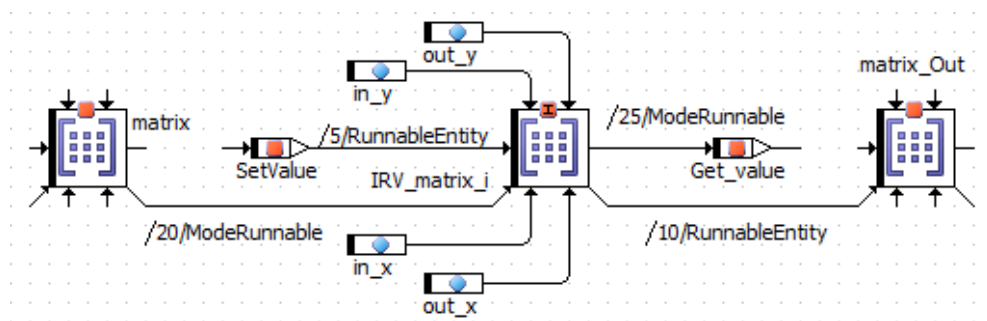 out_y
in_y
matrix_Out
matrix
/5/RunnableEntity
/25/ModeRunnable
SetValue
IRV_matrix_i
Get_value
/20/ModeRunnable
/10/RunnableEntity
in_x
out_x